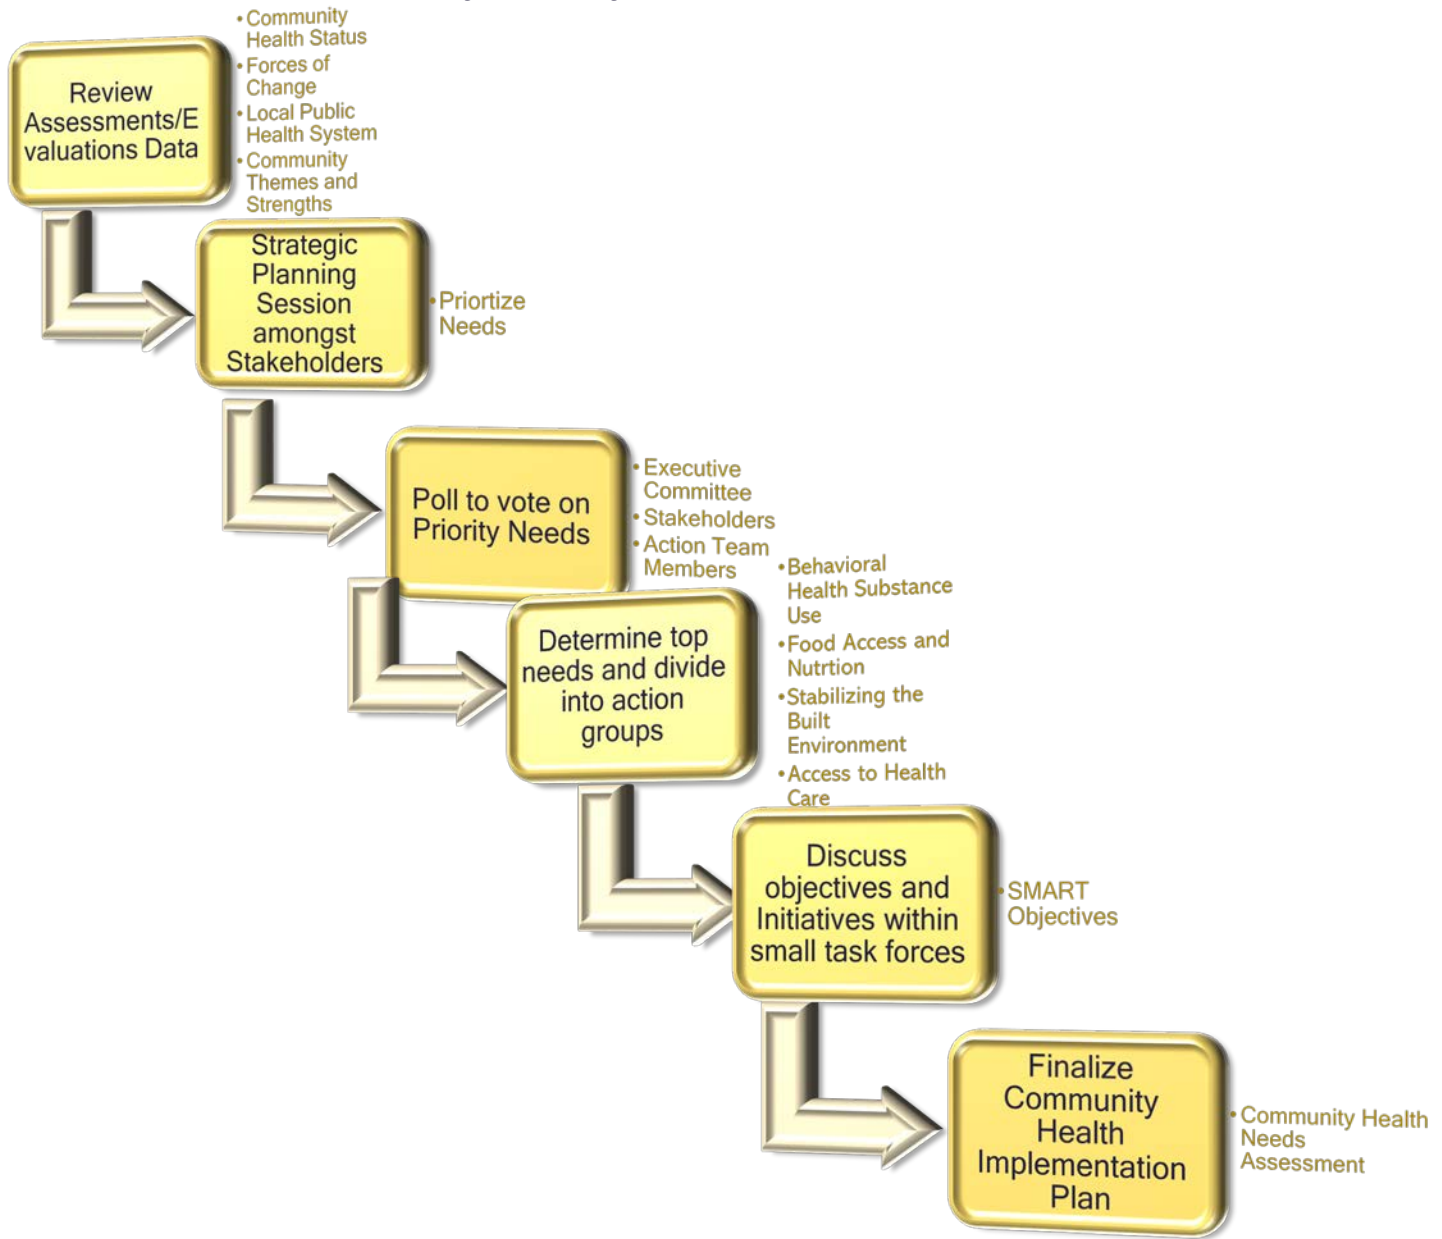 Review
Assessments/E
valuations Data
•Community
Health Status
•Forces of
Change
•Local Public
Health System
•Community
Themes and
Strengths
Strategic
Planning
Session
amongst
Stakeholders
•Priortize
Needs
Poll to vote on
Priority Needs
•Executive
Committee
•Stakeholders
•Action Team
Members
Determine top
needs and divide
into action
groups
•Behavioral
Health Substance
Use
•Food Access and
Nutrtion
•Stabilizing the
Built
Environment
•Access to Health
Care
Discuss
objectives and
Initiatives within
small task forces
•SMART
Objectives
Finalize
Community
Health
Implementation
Plan
•Community Health
Needs
Assessment